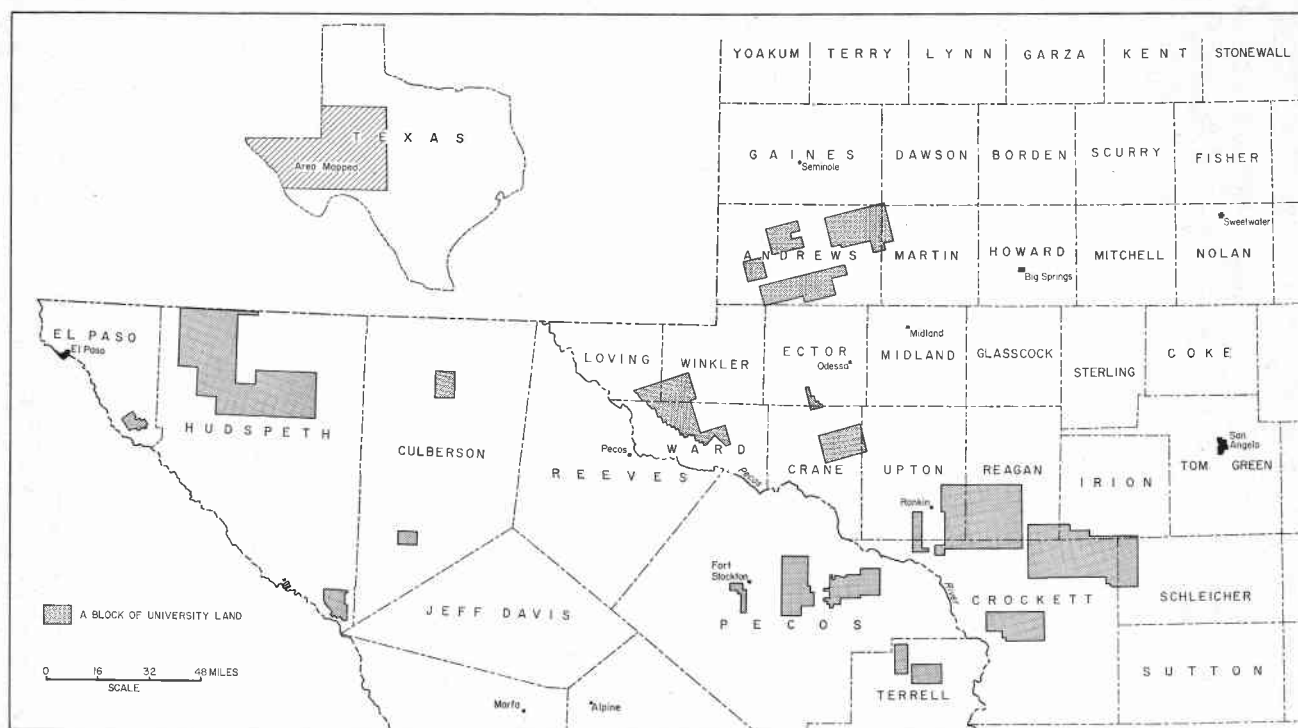 YOAKUM TERRY LYNN GARZA KENT STONEWALL
TEXAS
Area Mapped
GAINES DAWSON BORDEN SCURRY FISHER
Seminole
Sweetwater
ANDREWS MARTIN HOWARD MITCHELL NOLAN
Big Springs
EL PASO
El Paso
LOVING WINKLER ECTOR MIDLAND GLASSCOCK STERLING COKE
Midland
Odessa
HUDSPETH
CULBERSON
Pecos
REEVES
WARD
Pecos
CRANE UPTON REAGAN IRION TOM GREEN
San
Angelo
Rankin
Fort
Stockton
River
A BLOCK OF UNIVERSITY LAND
JEFF DAVIS
PECOS
CROCKETT
SCHLEICHER
SUTTON
TERRELL
0 16 32 48 MILES
SCALE
Marfa
Alpine